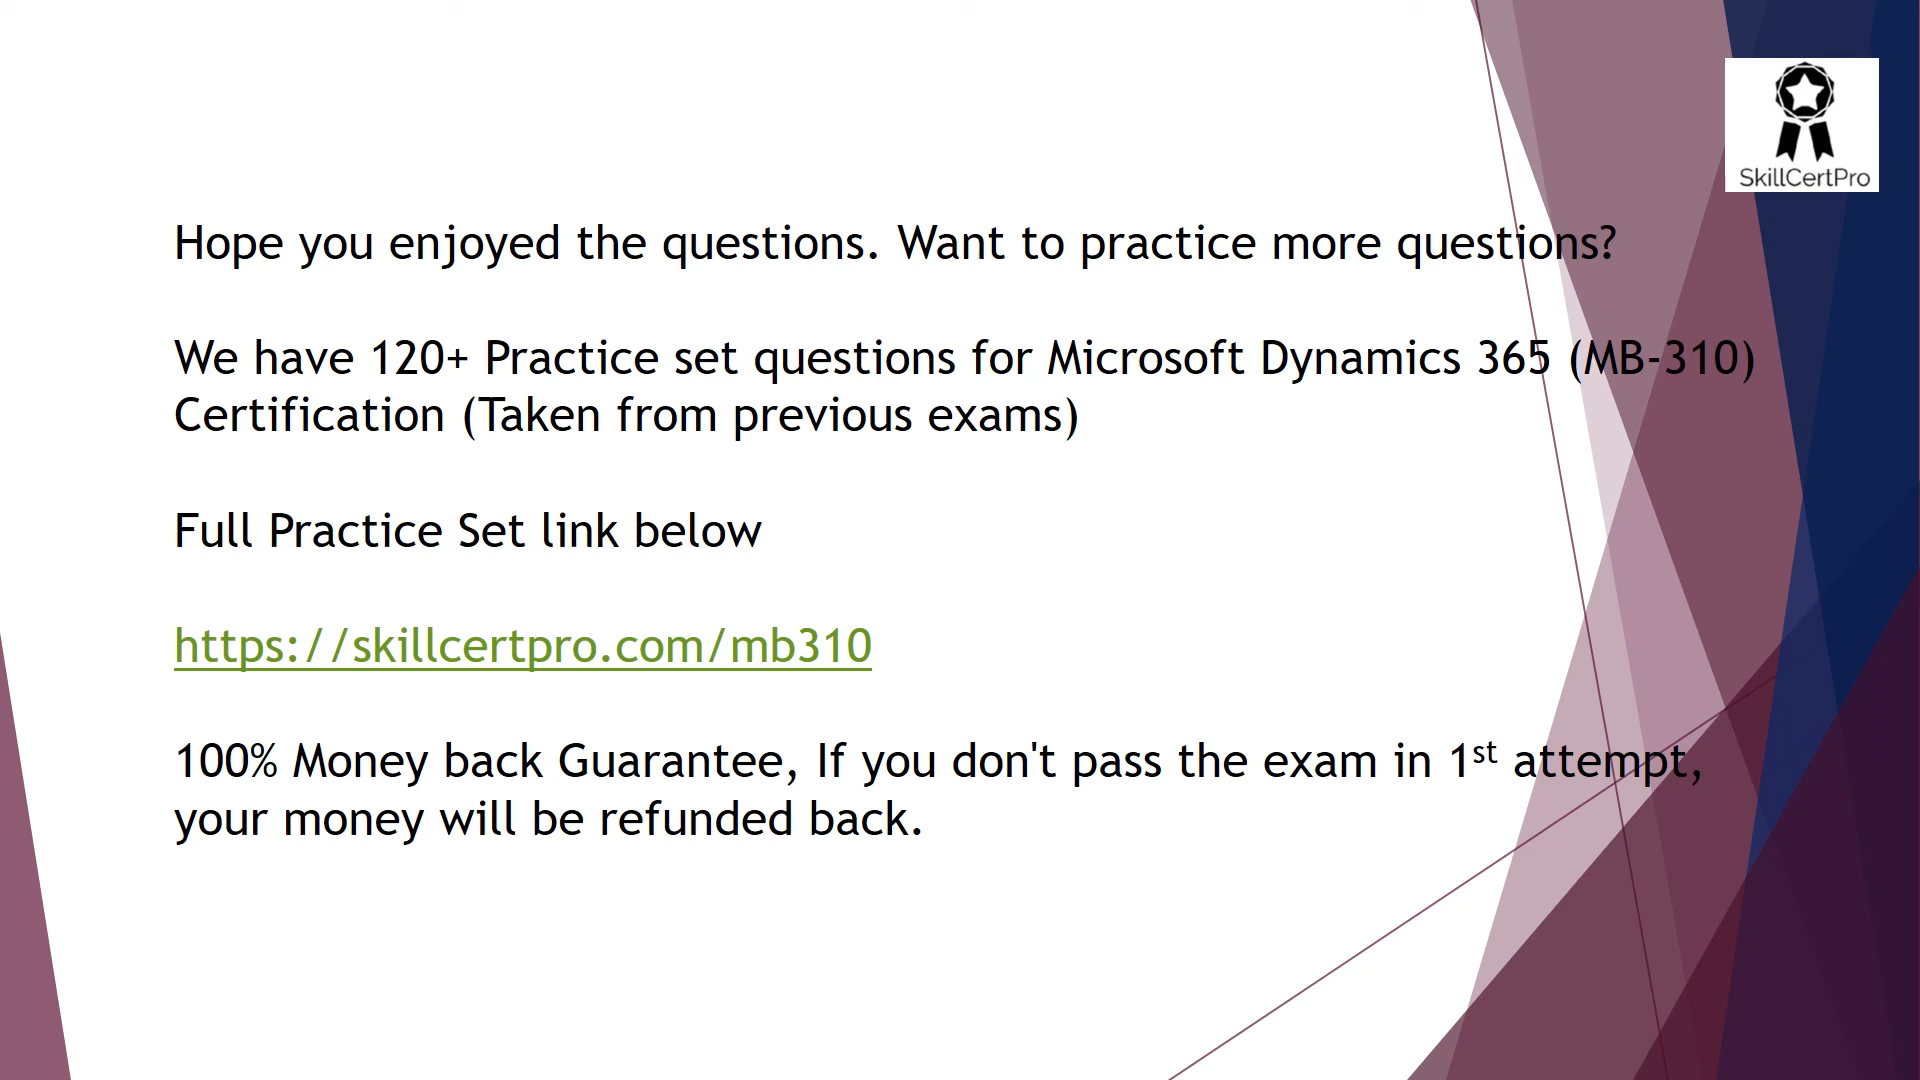 SkillCertPro
Hope you enjoyed the questions. Want to practice more questions?
We have 120+ Practice set questions for Microsoft Dynamics 365 (MB-310)
Certification (Taken from previous exams)
Full Practice Set link below
https://skillcertpro.com/mb310
100% Money back Guarantee, If you don't pass the exam in 1st attempt,
your money will be refunded back.